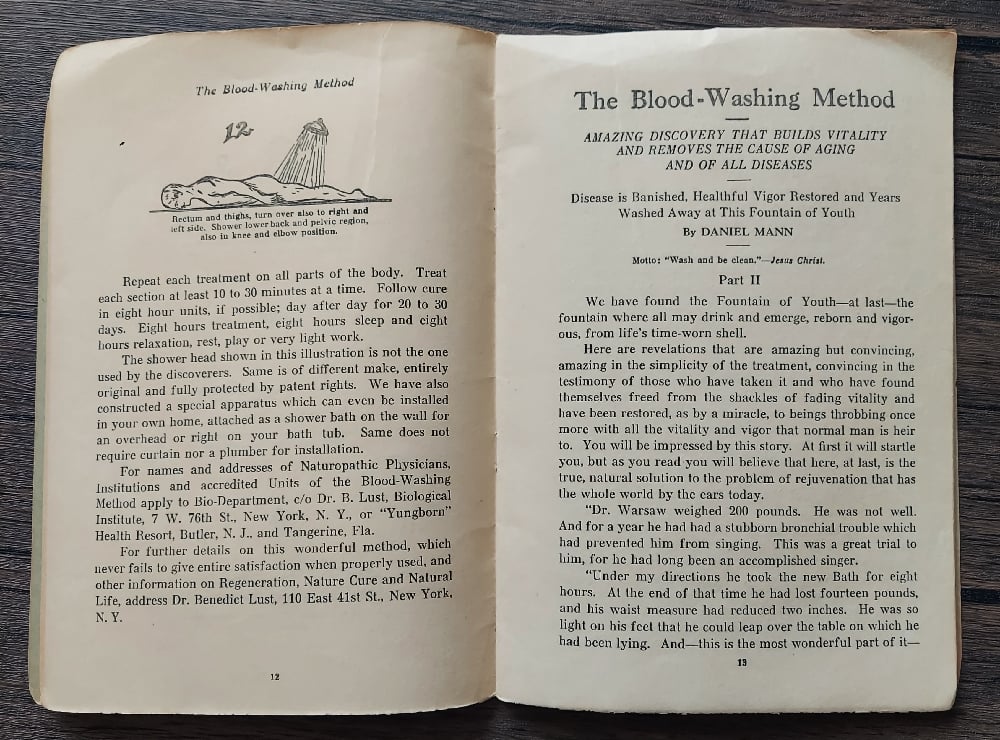 The Blood-Washing Method
12
Rectum and thighs, turn over also to right and
left side. Shower lower back and pelvic region,
also in knee and elbow position.
Repeat each treatment on all parts of the body. Treat
each section at least 10 to 30 minutes at a time. Follow cure
in eight hour units, if possible; day after day for 20 to 30
days. Eight hours treatment, eight hours sleep and eight
hours relaxation, rest, play or very light work.
The shower head shown in this illustration is not the one
used by the discoverers. Same is of different make, entirely
original and fully protected by patent rights. We have also
constructed a special apparatus which can even be installed
in your own home, attached as a shower bath on the wall for
an overhead or right on your bath tub. Same does not
require curtain nor a plumber for installation.
For names and addresses of Naturopathic Physicians,
Institutions and accredited Units of the Blood-Washing
Method apply to Bio-Department, c/o Dr. B. Lust, Biological
Institute, 7 W. 76th St., New York, N. Y., or "Yungborn"
Health Resort, Butler, N. J., and Tangerine, Fla.
For further details on this wonderful method, which
never fails to give entire satisfaction when properly used, and
other information on Regeneration, Nature Cure and Natural
Life, address Dr. Benedict Lust, 110 East 41st St., New York,
N. Y.
12
The Blood-Washing Method
AMAZING DISCOVERY THAT BUILDS VITALITY
AND REMOVES THE CAUSE OF AGING
AND OF ALL DISEASES
Disease is Banished, Healthful Vigor Restored and Years
Washed Away at This Fountain of Youth
By DANIEL MANN
Motto: "Wash and be clean."—Jesus Christ.
Part II
We have found the Fountain of Youth—at last—the
fountain where all may drink and emerge, reborn and vigor-
ous, from life's time-worn shell.
Here are revelations that are amazing but convincing,
amazing in the simplicity of the treatment, convincing in the
testimony of those who have taken it and who have found
themselves freed from the shackles of fading vitality and
have been restored, as by a miracle, to beings throbbing once
more with all the vitality and vigor that normal man is heir
to. You will be impressed by this story. At first it will startle
you, but as you read you will believe that here, at last, is the
true, natural solution to the problem of rejuvenation that has
the whole world by the ears today.
"Dr. Warsaw weighed 200 pounds. He was not well.
And for a year he had had a stubborn bronchial trouble which
had prevented him from singing. This was a great trial to
him, for he had long been an accomplished singer.
"Under my directions he took the new Bath for eight
hours. At the end of that time he had lost fourteen pounds,
and his waist measure had reduced two inches. He was so
light on his feet that he could leap over the table on which he
had been lying. And—this is the most wonderful part of it—
13